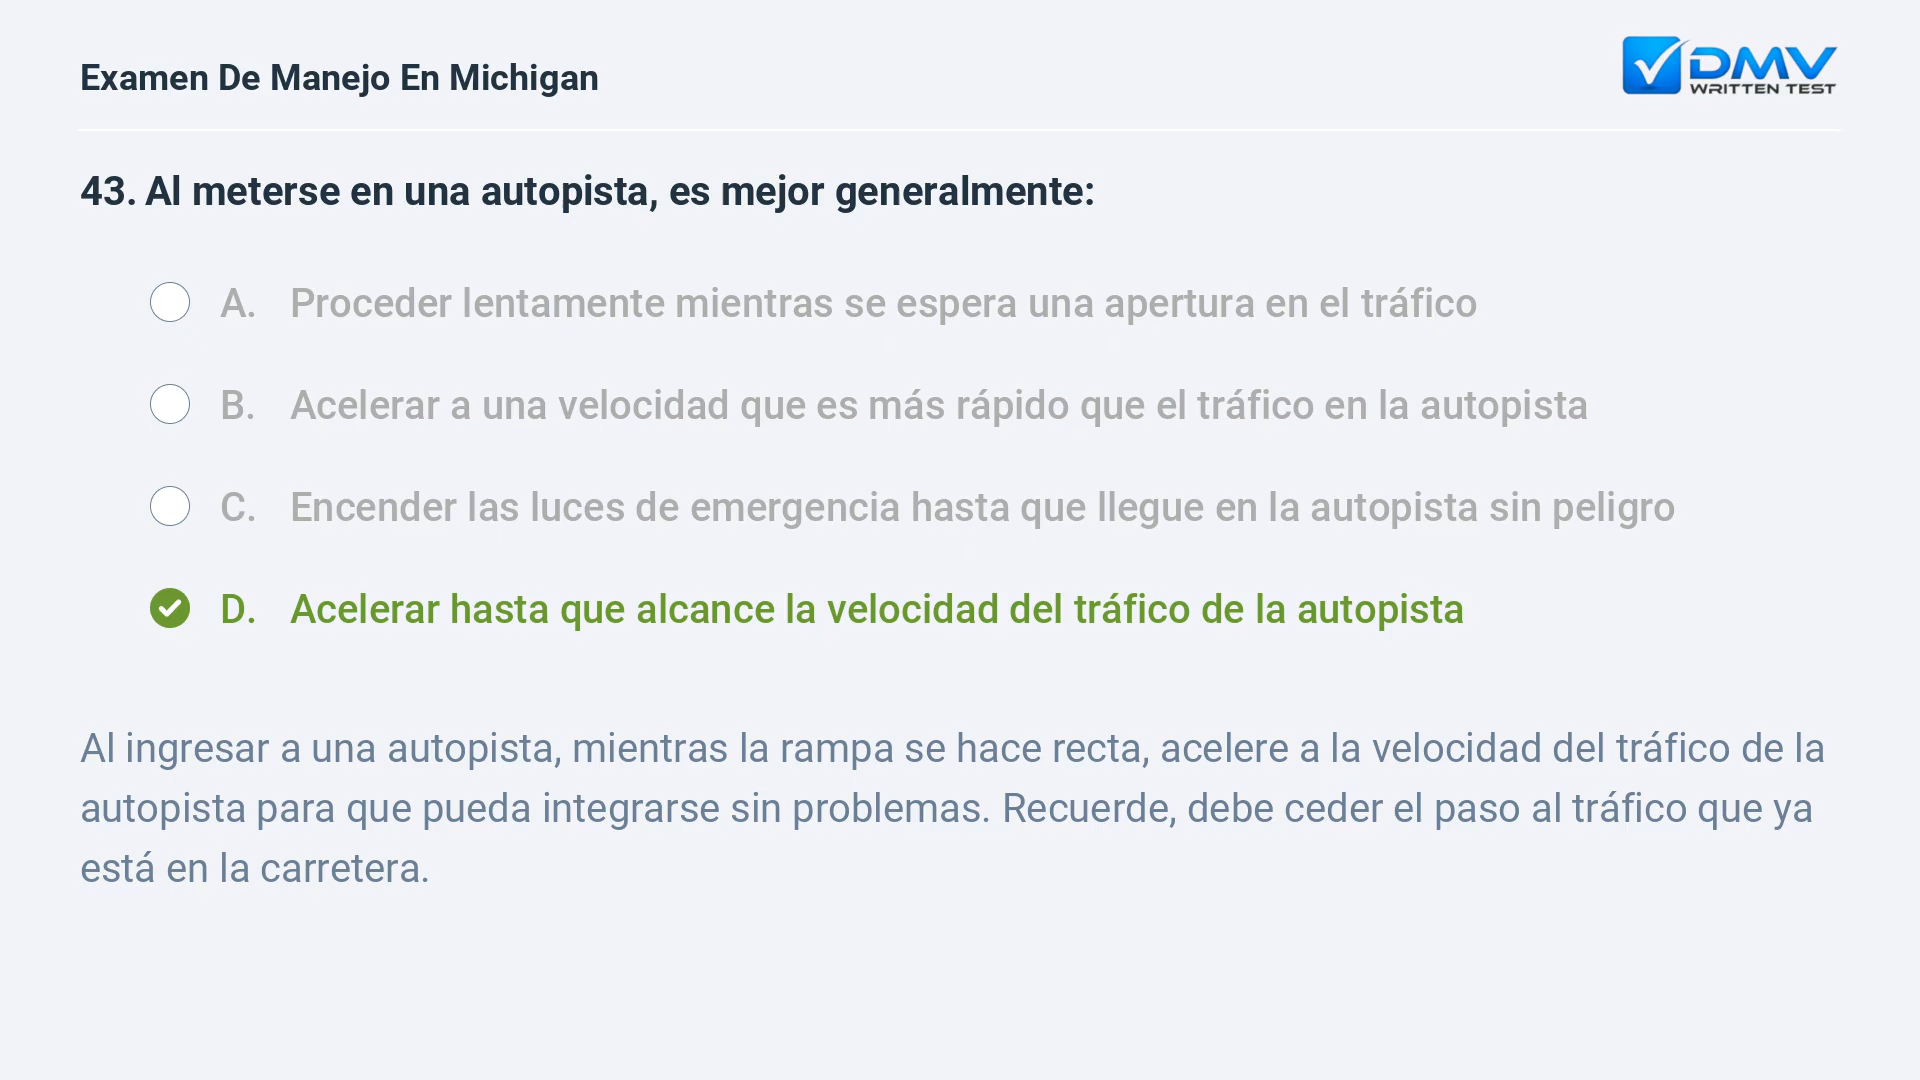 Examen De Manejo En Michigan
DMV
WRITTEN TEST
43. Al meterse en una autopista, es mejor generalmente:
A. Proceder lentamente mientras se espera una apertura en el tráfico
B. Acelerar a una velocidad que es más rápido que el tráfico en la autopista
C. Encender las luces de emergencia hasta que llegue en la autopista sin peligro
D. Acelerar hasta que alcance la velocidad del tráfico de la autopista
Al ingresar a una autopista, mientras la rampa se hace recta, acelere a la velocidad del tráfico de la
autopista para que pueda integrarse sin problemas. Recuerde, debe ceder el paso al tráfico que ya
está en la carretera.